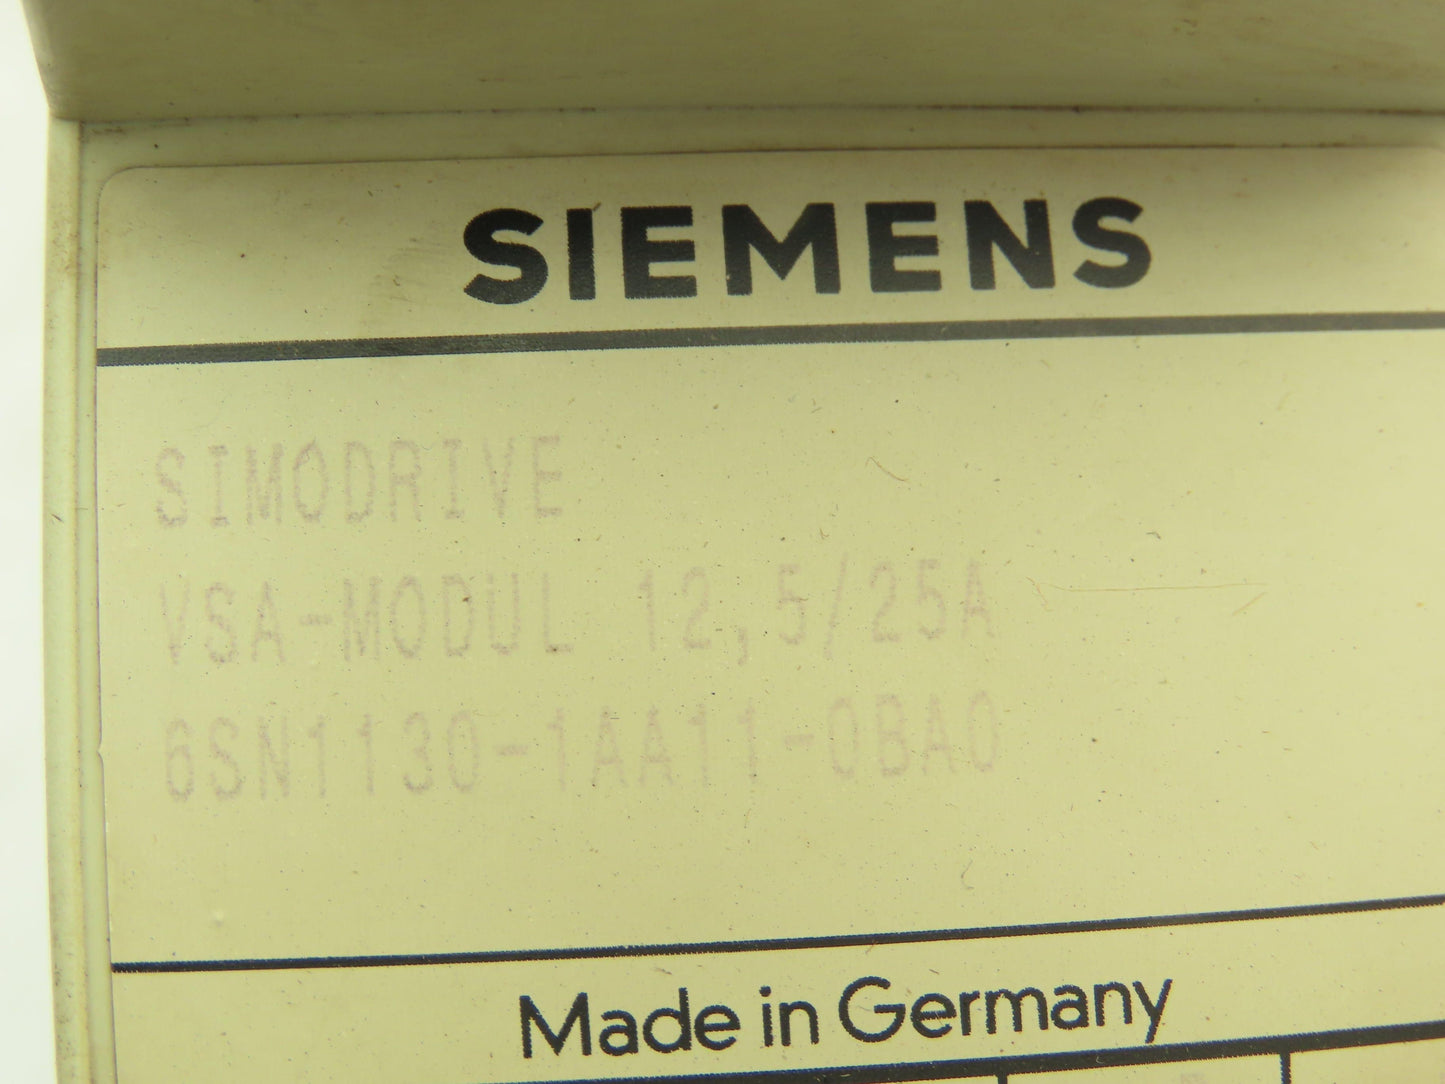 SIEMENS
SIMODRIVE
VSA-MODUL 12,5/25A
6SN1130-1AA11-0BA0
Made in Germany